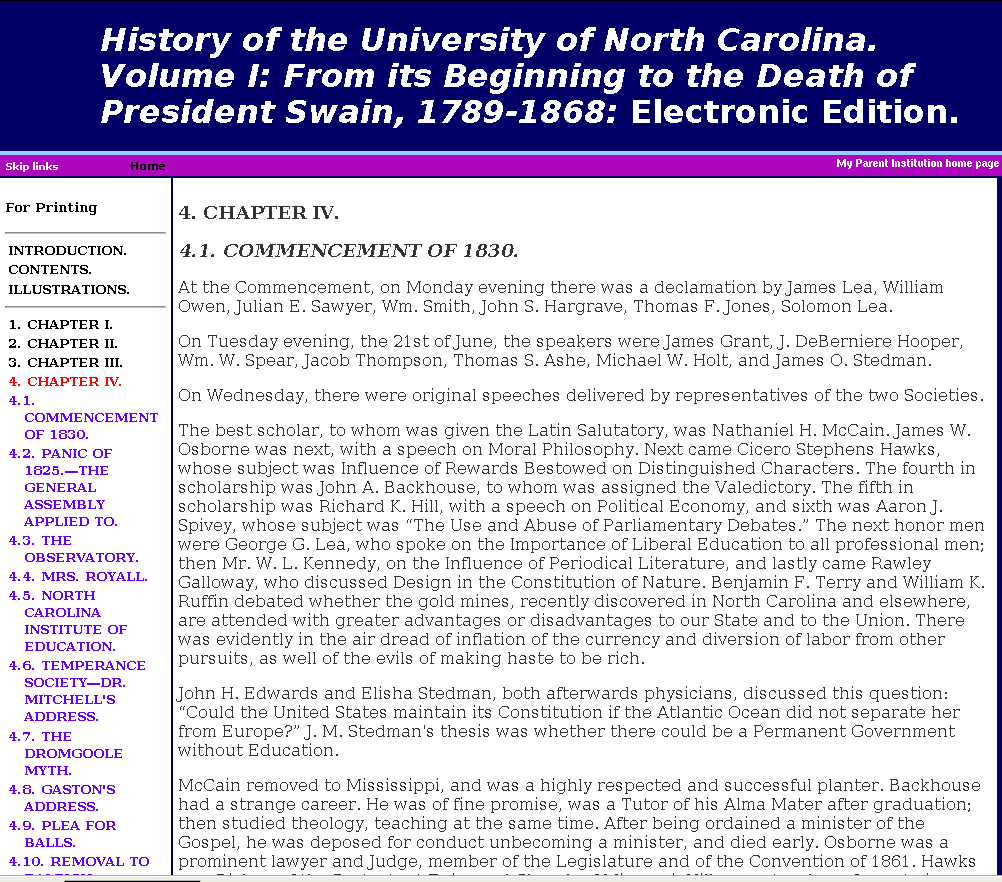 History of the University of North Carolina.
Volume I: From its Beginning to the Death of
President Swain, 1789-1868: Electronic Edition.
Skip links
Home
My Parent Institution home page
For Printing
INTRODUCTION.
CONTENTS.
ILLUSTRATIONS.
1. CHAPTER I.
2. CHAPTER II.
3. CHAPTER III.
4. CHAPTER IV.
4.1.
COMMENCEMENT
OF 1830.
4.2. PANIC OF
1825.—THE
GENERAL
ASSEMBLY
APPLIED TO.
4.3. THE
OBSERVATORY.
4.4. MRS. ROYALL.
4.5. NORTH
CAROLINA
INSTITUTE OF
EDUCATION.
4.6. TEMPERANCE
SOCIETY—DR.
MITCHELL'S
ADDRESS.
4.7. THE
DROMGOOLE
MYTH.
4.8. GASTON'S
ADDRESS.
4.9. PLEA FOR
BALLS.
4.10. REMOVAL TO
4. CHAPTER IV.
4.1. COMMENCEMENT OF 1830.
At the Commencement, on Monday evening there was a declamation by James Lea, William
Owen, Julian E. Sawyer, Wm. Smith, John S. Hargrave, Thomas F. Jones, Solomon Lea.
On Tuesday evening, the 21st of June, the speakers were James Grant, J. DeBerniere Hooper,
Wm. W. Spear, Jacob Thompson, Thomas S. Ashe, Michael W. Holt, and James O. Stedman.
On Wednesday, there were original speeches delivered by representatives of the two Societies.
The best scholar, to whom was given the Latin Salutatory, was Nathaniel H. McCain. James W.
Osborne was next, with a speech on Moral Philosophy. Next came Cicero Stephens Hawks,
whose subject was Influence of Rewards Bestowed on Distinguished Characters. The fourth in
scholarship was John A. Backhouse, to whom was assigned the Valedictory. The fifth in
scholarship was Richard K. Hill, with a speech on Political Economy, and sixth was Aaron J.
Spivey, whose subject was “The Use and Abuse of Parliamentary Debates.” The next honor men
were George G. Lea, who spoke on the Importance of Liberal Education to all professional men;
then Mr. W. L. Kennedy, on the Influence of Periodical Literature, and lastly came Rawley
Galloway, who discussed Design in the Constitution of Nature. Benjamin F. Terry and William K.
Ruffin debated whether the gold mines, recently discovered in North Carolina and elsewhere,
are attended with greater advantages or disadvantages to our State and to the Union. There
was evidently in the air dread of inflation of the currency and diversion of labor from other
pursuits, as well of the evils of making haste to be rich.
John H. Edwards and Elisha Stedman, both afterwards physicians, discussed this question:
“Could the United States maintain its Constitution if the Atlantic Ocean did not separate her
from Europe?” J. M. Stedman's thesis was whether there could be a Permanent Government
without Education.
McCain removed to Mississippi, and was a highly respected and successful planter. Backhouse
had a strange career. He was of fine promise, was a Tutor of his Alma Mater after graduation;
then studied theology, teaching at the same time. After being ordained a minister of the
Gospel, he was deposed for conduct unbecoming a minister, and died early. Osborne was a
prominent lawyer and Judge, member of the Legislature and of the Convention of 1861. Hawks